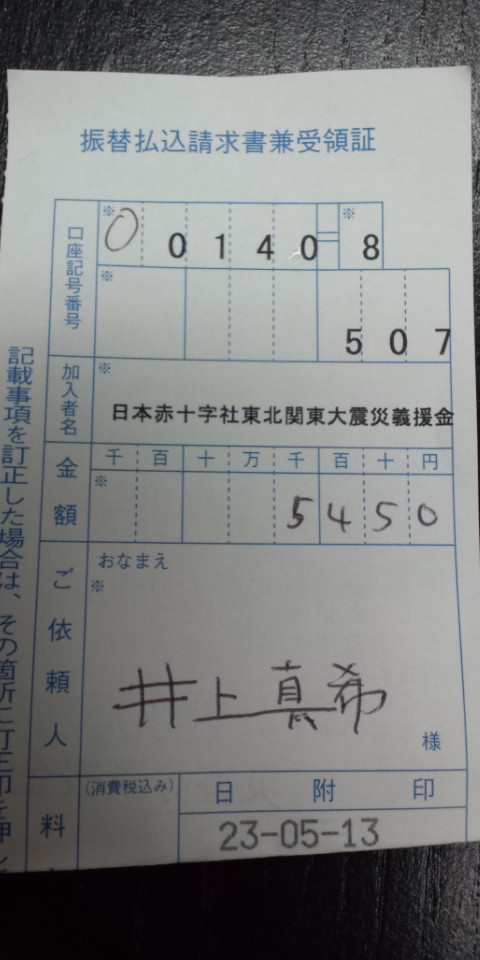 振替払込請求書兼受領証
口座記号番号
※
00140=8
※
※
507
加入者名
※
日本赤十字社東北関東大震災義援金
金額
千百十万千百十円
※
5450
ご依頼人
おなまえ
※
井上真希
様
料
(消費税込み)
日附印
23-05-13
記載事項を訂正した場合は、その箇所に訂正印を押し